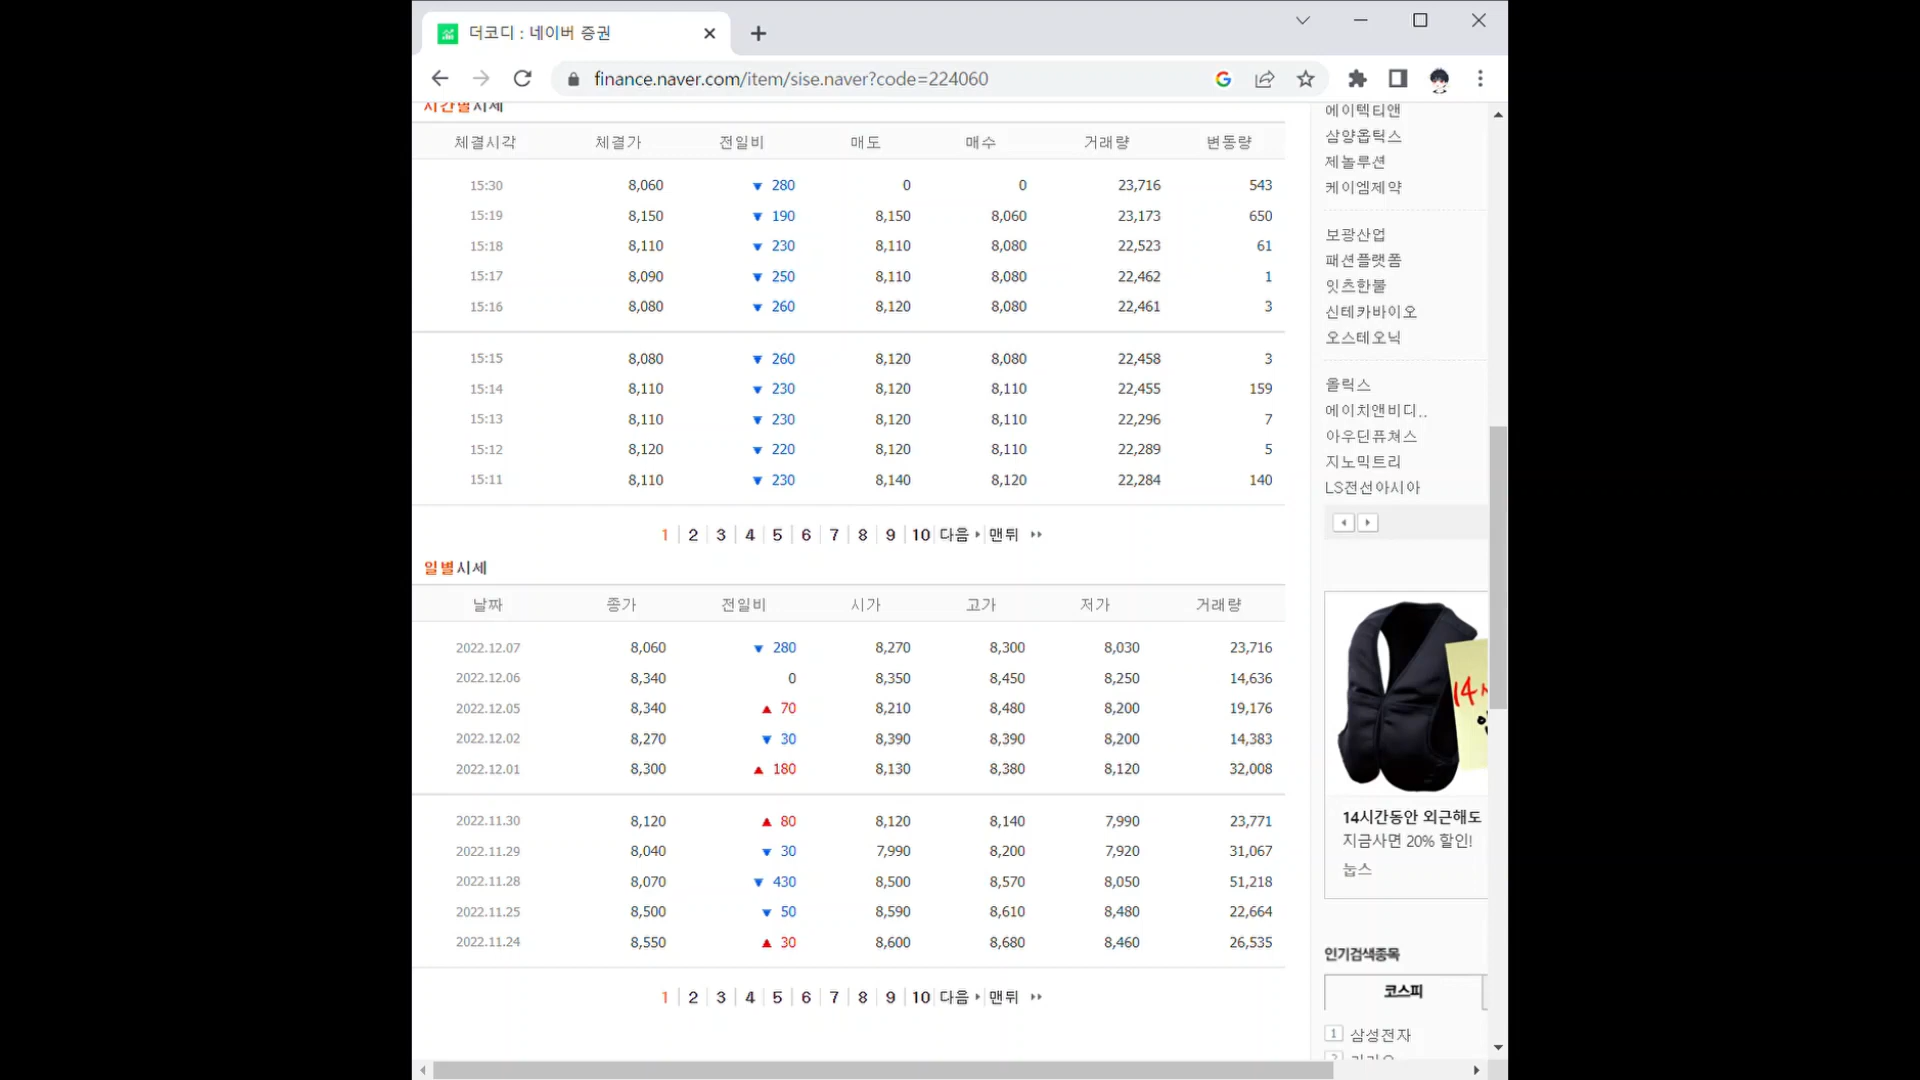 더코디 : 네이버 증권
finance.naver.com/item/sise.naver?code=224060
시간별시세
체결시각 체결가 전일비 매도 매수 거래량 변동량
15:30 8,060 ▼ 280 0 0 23,716 543
15:19 8,150 ▼ 190 8,150 8,060 23,173 650
15:18 8,110 ▼ 230 8,110 8,080 22,523 61
15:17 8,090 ▼ 250 8,110 8,080 22,462 1
15:16 8,080 ▼ 260 8,120 8,080 22,461 3
15:15 8,080 ▼ 260 8,120 8,080 22,458 3
15:14 8,110 ▼ 230 8,120 8,110 22,455 159
15:13 8,110 ▼ 230 8,120 8,110 22,296 7
15:12 8,120 ▼ 220 8,120 8,110 22,289 5
15:11 8,110 ▼ 230 8,140 8,120 22,284 140
1 2 3 4 5 6 7 8 9 10 다음 맨뒤
일별시세
날짜 종가 전일비 시가 고가 저가 거래량
2022.12.07 8,060 ▼ 280 8,270 8,300 8,030 23,716
2022.12.06 8,340 0 8,350 8,450 8,250 14,636
2022.12.05 8,340 ▲ 70 8,210 8,480 8,200 19,176
2022.12.02 8,270 ▼ 30 8,390 8,390 8,200 14,383
2022.12.01 8,300 ▲ 180 8,130 8,380 8,120 32,008
2022.11.30 8,120 ▲ 80 8,120 8,140 7,990 23,771
2022.11.29 8,040 ▼ 30 7,990 8,200 7,920 31,067
2022.11.28 8,070 ▼ 430 8,500 8,570 8,050 51,218
2022.11.25 8,500 ▼ 50 8,590 8,610 8,480 22,664
2022.11.24 8,550 ▲ 30 8,600 8,680 8,460 26,535
1 2 3 4 5 6 7 8 9 10 다음 맨뒤
에이텍티앤
삼양옵틱스
제놀루션
케이엠제약
보광산업
패션플랫폼
잇츠한불
신테카바이오
오스테오닉
올릭스
에이치앤비디..
아우딘퓨쳐스
지노믹트리
LS전선아시아
14시간동안 외근해도
지금사면 20% 할인!
눕스
인기검색종목
코스피
1 삼성전자